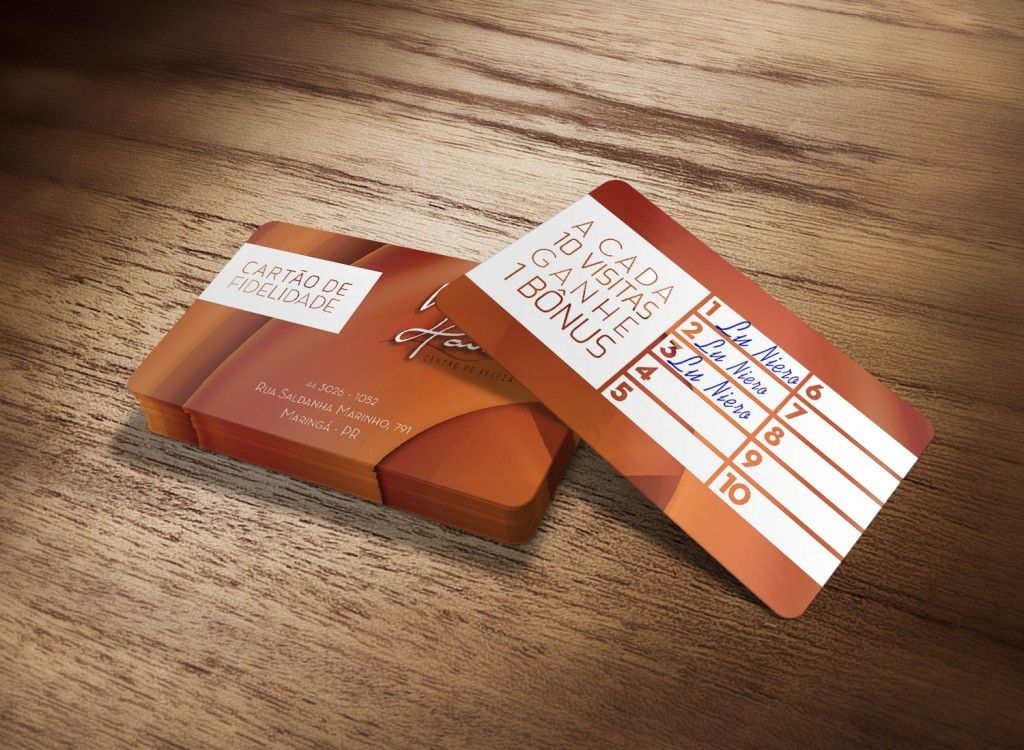 CARTÃO DE
FIDELIDADE
CENTRO DE BELEZA
44 3026 - 1052
RUA SALDANHA MARINHO, 791
MARINGÁ - PR
A CADA
10 VISITAS
GANHE
1 BÔNUS
1 Lu Niero
2 Lu Niero
3 Lu Niero
4
5
6
7
8
9
10